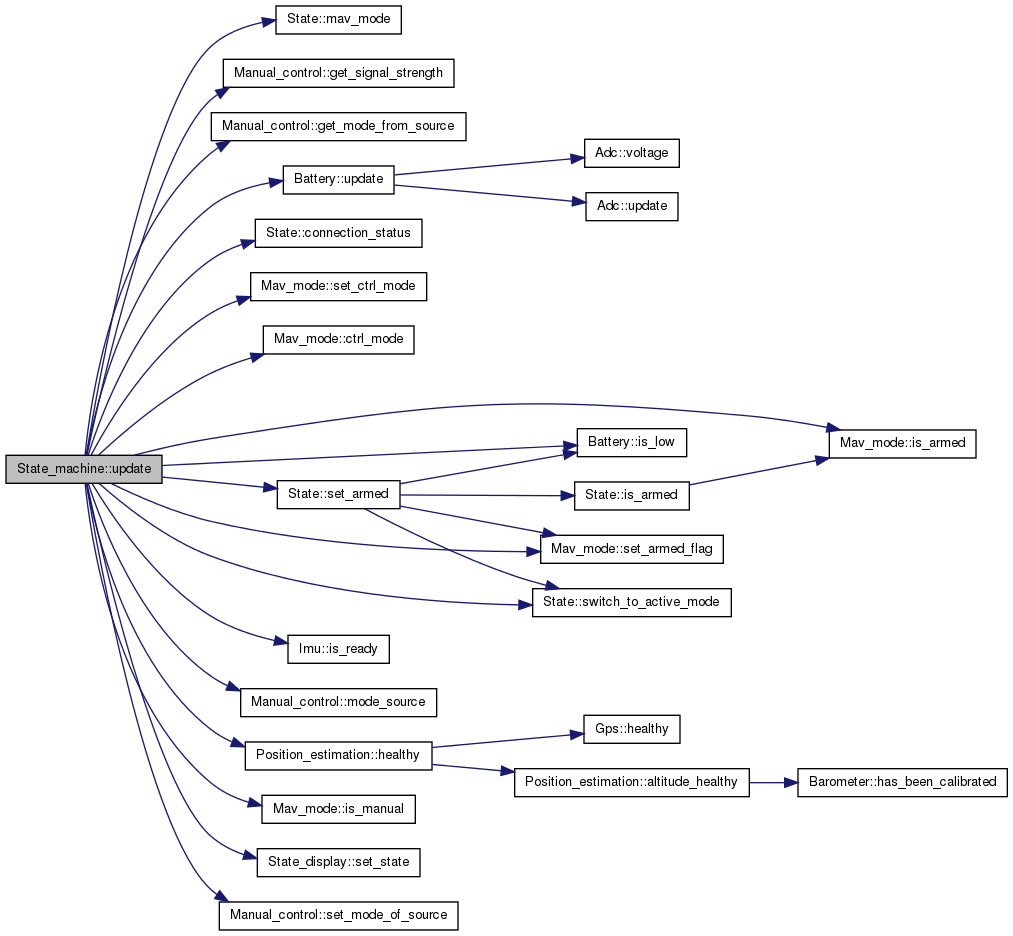 State::mav_mode
Manual_control::get_signal_strength
Manual_control::get_mode_from_source
Adc::voltage
Battery::update
Adc::update
State::connection_status
Mav_mode::set_ctrl_mode
Mav_mode::ctrl_mode
Battery::is_low
Mav_mode::is_armed
State_machine::update
State::set_armed
State::is_armed
Mav_mode::set_armed_flag
State::switch_to_active_mode
Imu::is_ready
Manual_control::mode_source
Gps::healthy
Position_estimation::healthy
Position_estimation::altitude_healthy
Barometer::has_been_calibrated
Mav_mode::is_manual
State_display::set_state
Manual_control::set_mode_of_source